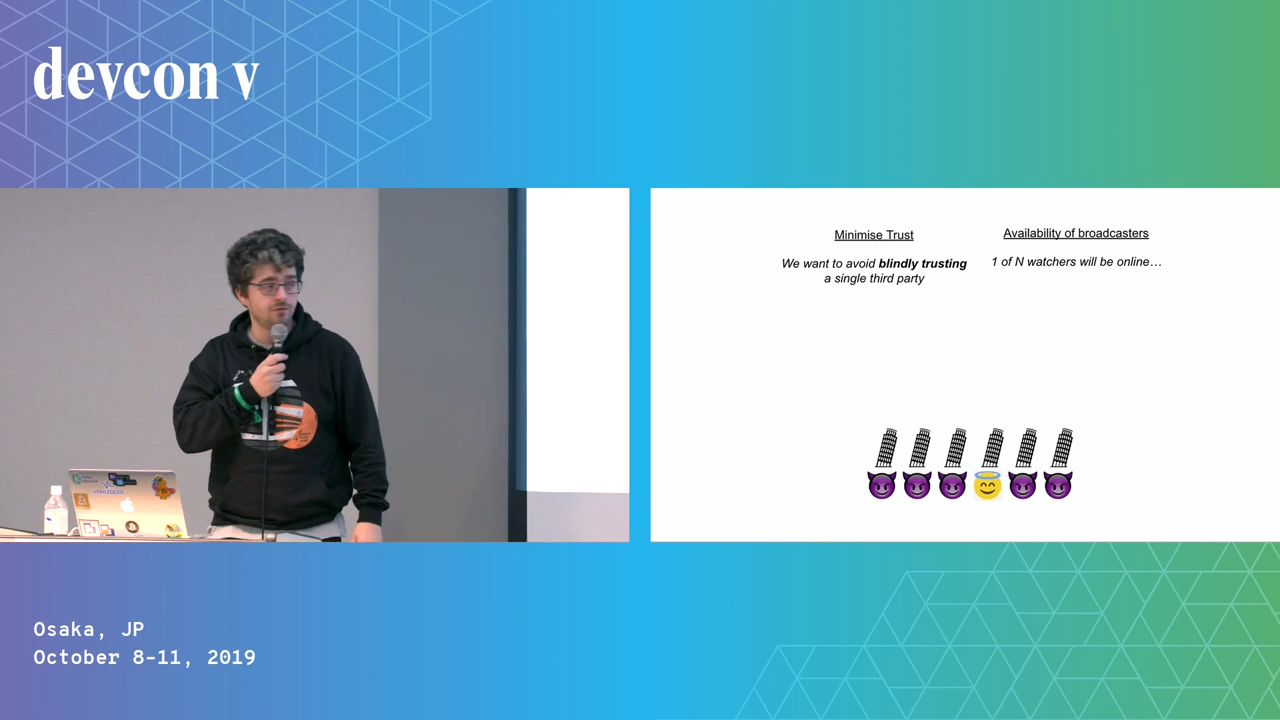 devcon v
Minimise Trust
We want to avoid blindly trusting
a single third party
Availability of broadcasters
1 of N watchers will be online…
Osaka, JP
October 8-11, 2019